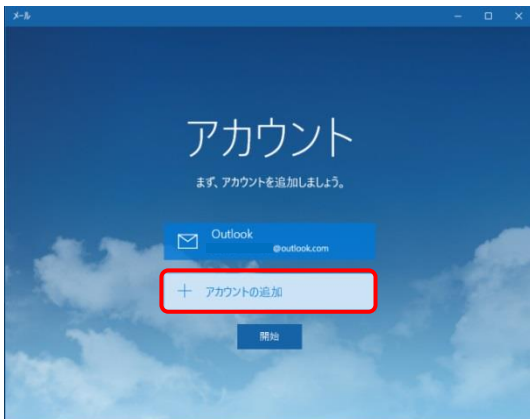 メール
アカウント
まず、アカウントを追加しましょう。
Outlook
@outlook.com
アカウントの追加
開始